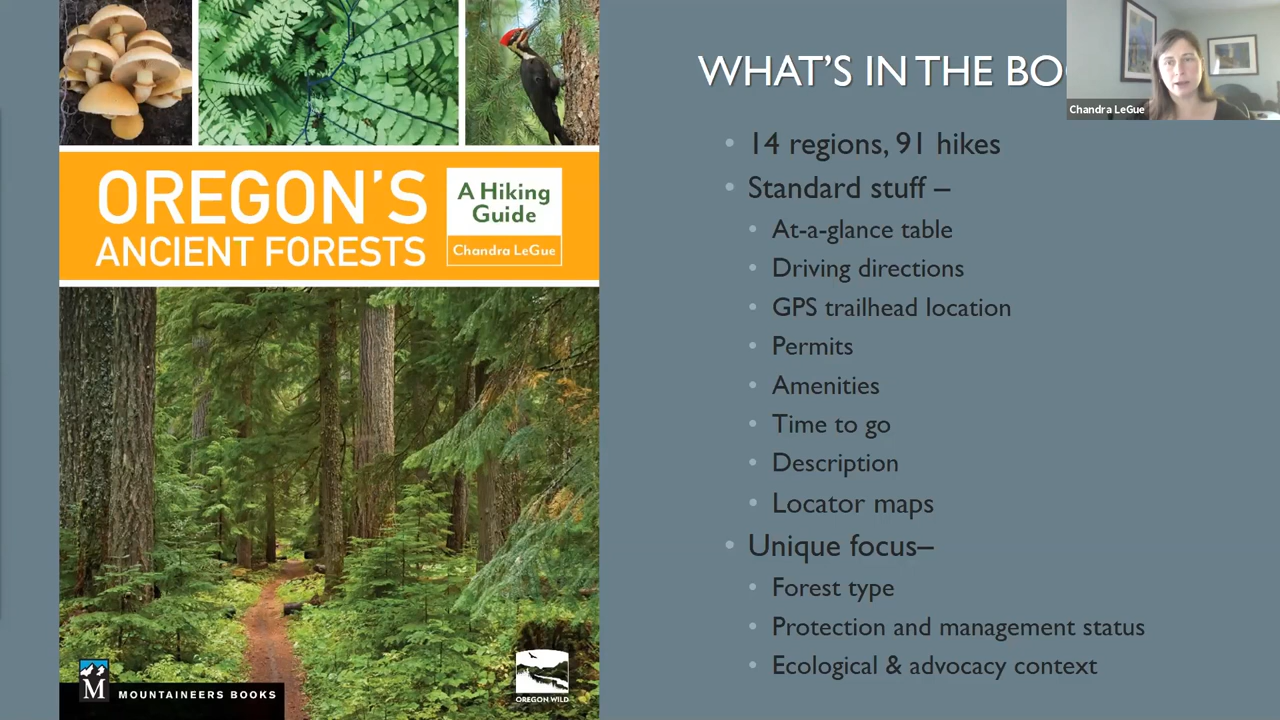 OREGON'S
ANCIENT FORESTS
A Hiking
Guide
Chandra LeGue
M
MOUNTAINEERS BOOKS
OREGON WILD
WHAT'S IN THE
Chandra LeGue
• 14 regions, 91 hikes
• Standard stuff –
• At-a-glance table
• Driving directions
• GPS trailhead location
• Permits
• Amenities
• Time to go
• Description
• Locator maps
• Unique focus–
• Forest type
• Protection and management status
• Ecological & advocacy context